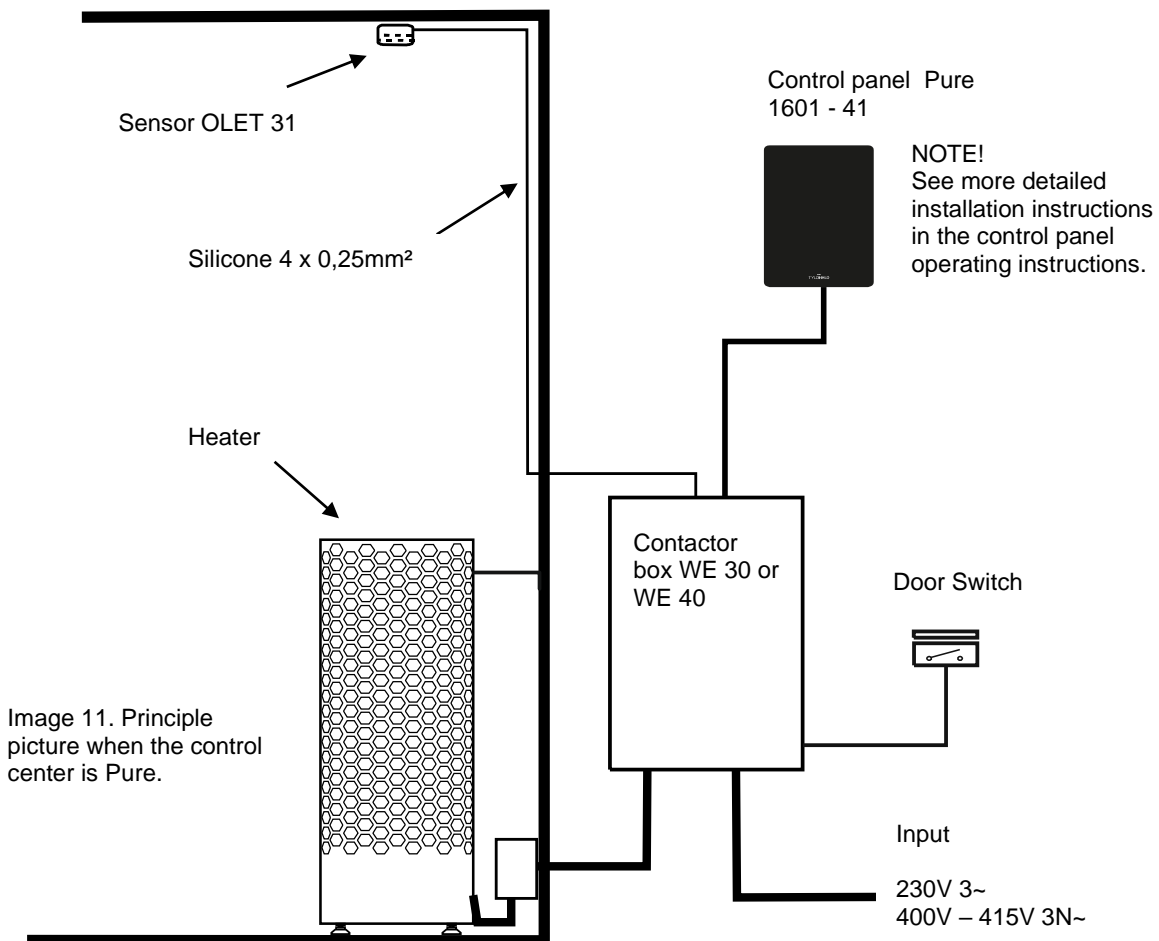 Sensor OLET 31
Control panel  Pure
1601 - 41
NOTE!
See more detailed
installation instructions
in the control panel
operating instructions.
TYLÖHELO
Silicone 4 x 0,25mm²
Heater
Contactor
box WE 30 or
WE 40
Door Switch
Image 11. Principle
picture when the control
center is Pure.
Input
230V 3~
400V – 415V 3N~